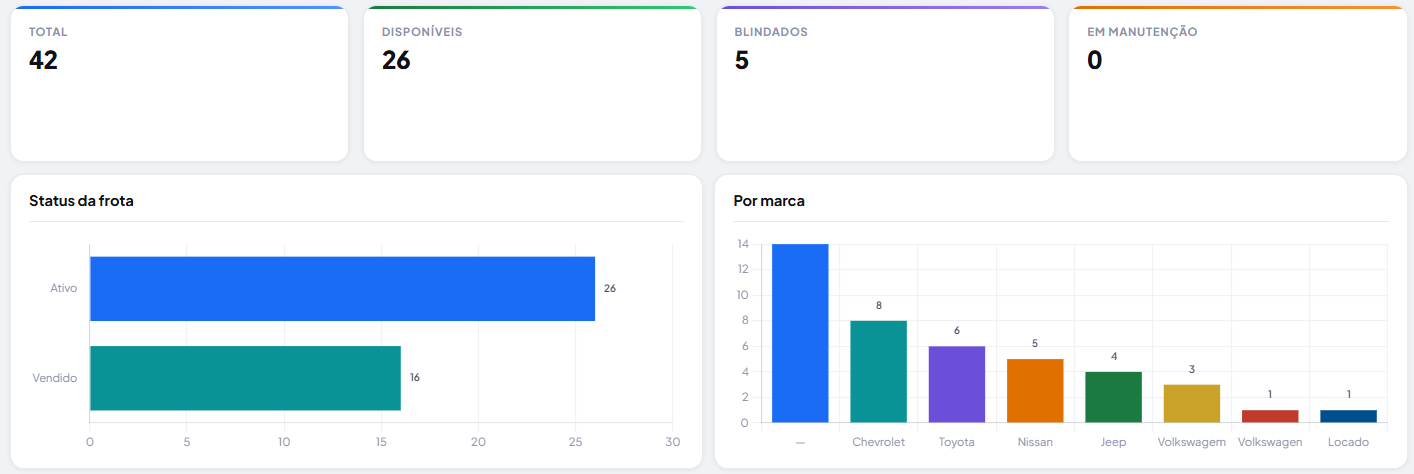 TOTAL
42
DISPONÍVEIS
26
BLINDADOS
5
EM MANUTENÇÃO
0
Status da frota
Ativo
26
Vendido
16
0 5 10 15 20 25 30
Por marca
14
12
10
8
6
4
2
0
8
6
5
4
3
1
1
— Chevrolet Toyota Nissan Jeep Volkswagem Volkswagen Locado